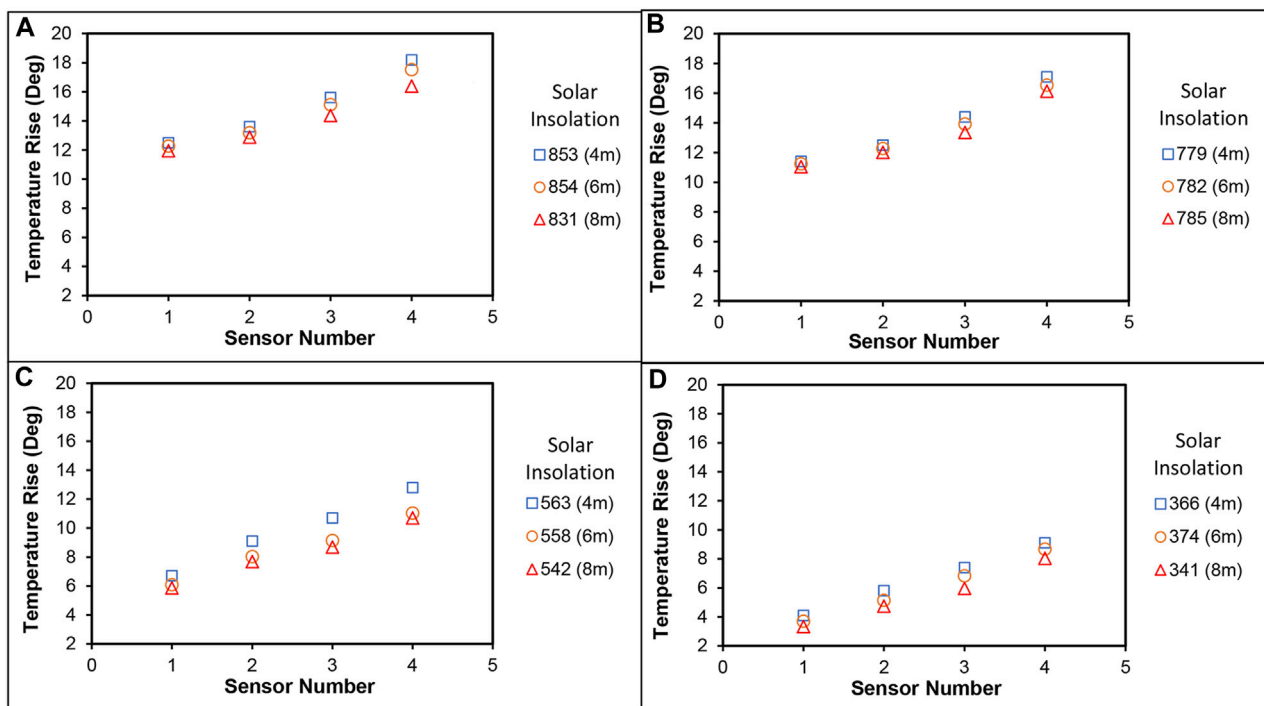 A
20
18
16
14
12
10
8
6
4
2
0 1 2 3 4 5
Temperature Rise (Deg)
Sensor Number
Solar
Insolation
853 (4m)
854 (6m)
831 (8m)
B
20
18
16
14
12
10
8
6
4
2
0 1 2 3 4 5
Temperature Rise (Deg)
Sensor Number
Solar
Insolation
779 (4m)
782 (6m)
785 (8m)
C
20
18
16
14
12
10
8
6
4
2
0 1 2 3 4 5
Temperature Rise (Deg)
Sensor Number
Solar
Insolation
563 (4m)
558 (6m)
542 (8m)
D
20
18
16
14
12
10
8
6
4
2
0 1 2 3 4 5
Temperature Rise (Deg)
Sensor Number
Solar
Insolation
366 (4m)
374 (6m)
341 (8m)